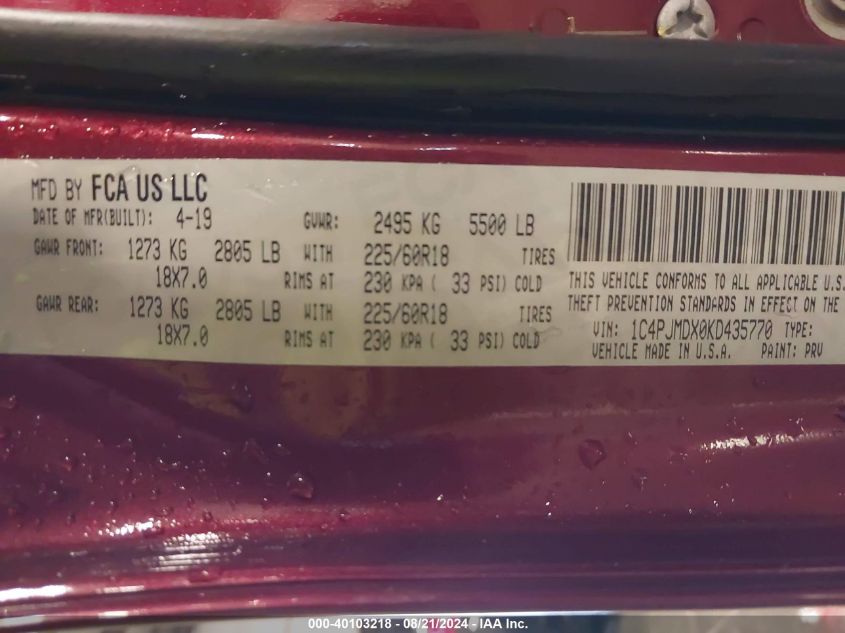 MFD BY FCA US LLC
DATE OF MFR(BUILT): 4-19 GVWR: 2495 KG 5500 LB
GAWR FRONT: 1273 KG 2805 LB WITH 225/60R18 TIRES
18X7.0 RIMS AT 230 KPA ( 33 PSI) COLD
GAWR REAR: 1273 KG 2805 LB WITH 225/60R18 TIRES
18X7.0 RIMS AT 230 KPA ( 33 PSI) COLD
THIS VEHICLE CONFORMS TO ALL APPLICABLE U.S.
THEFT PREVENTION STANDARDS IN EFFECT ON THE
VIN: 1C4PJMDX0KD435770 TYPE:
VEHICLE MADE IN U.S.A. PAINT: PRV
000-40103218 - 08/21/2024 - IAA Inc.